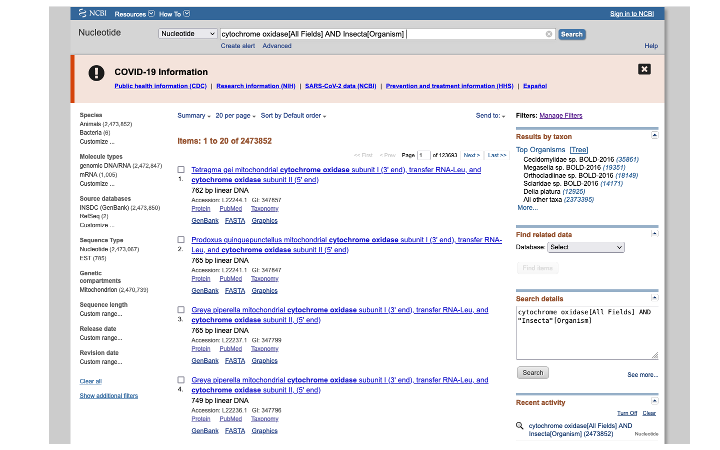 NCBI Resources How To Sign in to NCBI
Nucleotide Nucleotide cytochrome oxidase[All Fields] AND Insecta[Organism] Search
Create alert Advanced Help
COVID-19 Information
Public health information (CDC) | Research information (NIH) | SARS-CoV-2 data (NCBI) | Prevention and treatment information (HHS) | Español
Species
Animals (2,473,852)
Bacteria (6)
Customize ...
Molecule types
genomic DNA/RNA (2,472,847)
mRNA (1,005)
Customize ...
Source databases
INSDC (GenBank) (2,473,850)
RefSeq (2)
Customize ...
Sequence Type
Nucleotide (2,473,067)
EST (785)
Genetic
compartments
Mitochondrion (2,470,739)
Sequence length
Custom range...
Release date
Custom range...
Revision date
Custom range...
Clear all
Show additional filters
Summary 20 per page Sort by Default order Send to:
Items: 1 to 20 of 2473852
<< First < Prev Page 1 of 123693 Next > Last >>
Tetragma gei mitochondrial cytochrome oxidase subunit I (3' end), transfer RNA-Leu, and
1. cytochrome oxidase subunit II (5' end)
762 bp linear DNA
Accession: L22244.1 GI: 347857
Protein PubMed Taxonomy
GenBank FASTA Graphics
Prodoxus quinquepunctellus mitochondrial cytochrome oxidase subunit I (3' end), transfer RNA-
2. Leu, and cytochrome oxidase subunit II (5' end)
765 bp linear DNA
Accession: L22241.1 GI: 347847
Protein PubMed Taxonomy
GenBank FASTA Graphics
Greya piperella mitochondrial cytochrome oxidase subunit I (3' end), transfer RNA-Leu, and
3. cytochrome oxidase subunit II, (5' end)
765 bp linear DNA
Accession: L22237.1 GI: 347799
Protein PubMed Taxonomy
GenBank FASTA Graphics
Greya piperella mitochondrial cytochrome oxidase subunit I (3' end), transfer RNA-Leu, and
4. cytochrome oxidase subunit II, (5' end)
749 bp linear DNA
Accession: L22236.1 GI: 347796
Protein PubMed Taxonomy
GenBank FASTA Graphics
Filters: Manage Filters
Results by taxon
Top Organisms [Tree]
Cecidomyiidae sp. BOLD-2016 (35861)
Megaselia sp. BOLD-2016 (19351)
Orthocladiinae sp. BOLD-2016 (18149)
Sciaridae sp. BOLD-2016 (14171)
Delia platura (12925)
All other taxa (2373395)
More...
Find related data
Database: Select
Find items
Search details
cytochrome oxidase[All Fields] AND
"Insecta"[Organism]
Search
See more...
Recent activity
Turn Off Clear
cytochrome oxidase[All Fields] AND
Insecta[Organism] (2473852) Nucleotide